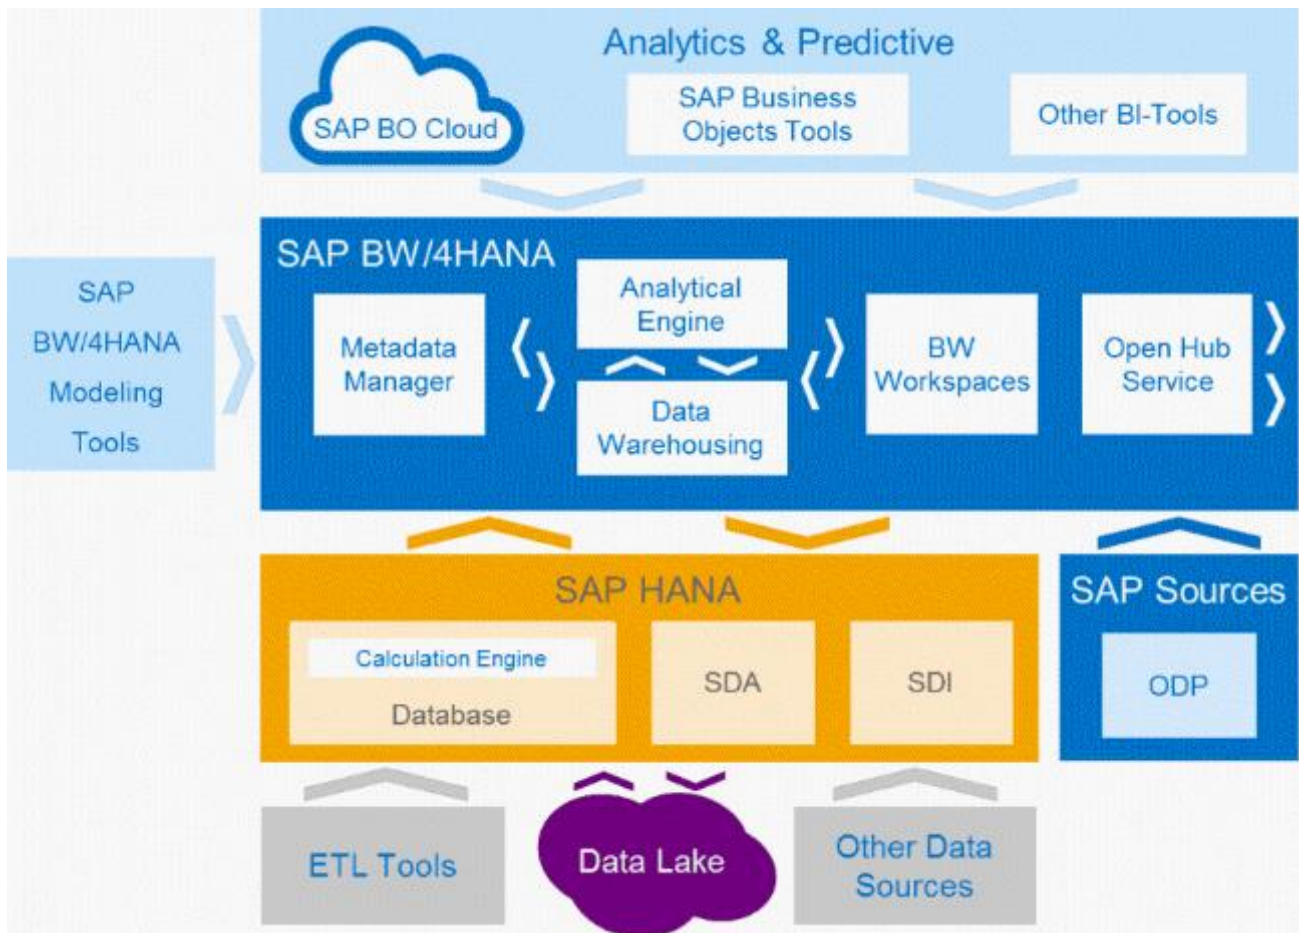 Analytics & Predictive
SAP BO Cloud
SAP Business
Objects Tools
Other BI-Tools
SAP
BW/4HANA
Modeling
Tools
SAP BW/4HANA
Metadata
Manager
Analytical
Engine
Data
Warehousing
BW
Workspaces
Open Hub
Service
SAP HANA
Calculation Engine
Database
SDA
SDI
SAP Sources
ODP
ETL Tools
Data Lake
Other Data
Sources